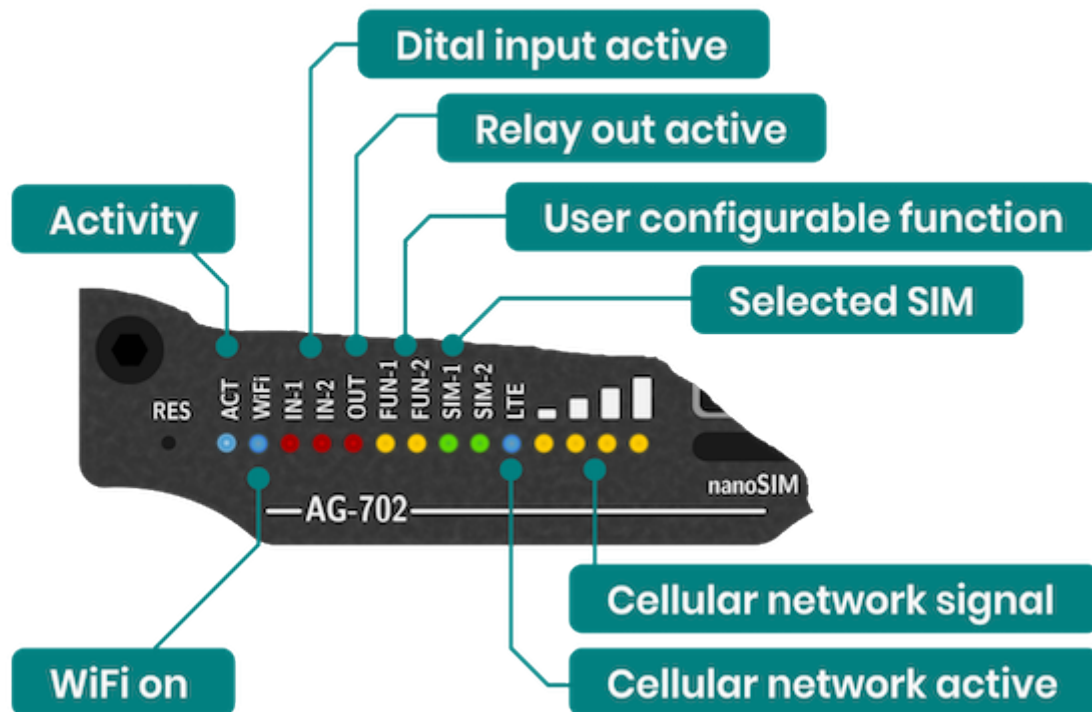 Dital input active
Relay out active
User configurable function
Activity
Selected SIM
RES
ACT
WiFi
IN-1
IN-2
OUT
FUN-1
FUN-2
SIM-1
SIM-2
LTE
nanoSIM
AG-702
Cellular network signal
WiFi on
Cellular network active